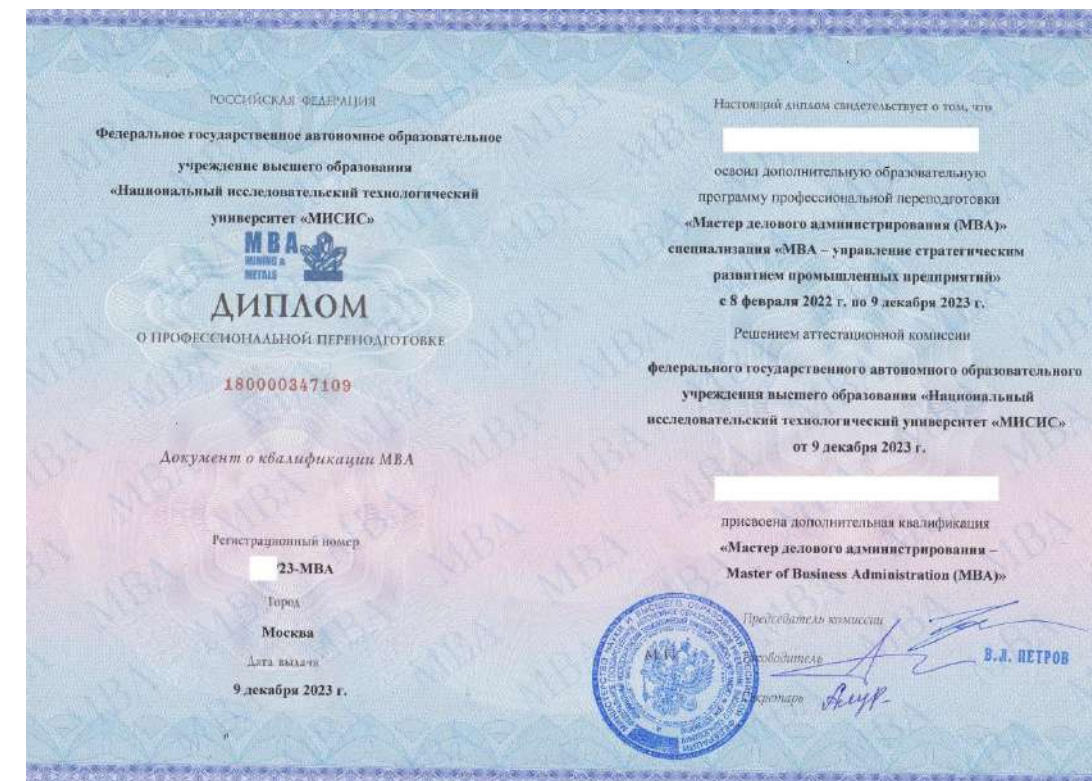 РОССИЙСКАЯ ФЕДЕРАЦИЯ
Федеральное государственное автономное образовательное
учреждение высшего образования
«Национальный исследовательский технологический
университет «МИСИС»
MBA
MINING &
METALS
ДИПЛОМ
О ПРОФЕССИОНАЛЬНОЙ ПЕРЕПОДГОТОВКЕ
180000347109
Документ о квалификации MBA
Регистрационный номер
23-MBA
Город
Москва
Дата выдачи
9 декабря 2023 г.
Настоящий диплом свидетельствует о том, что
освоил дополнительную образовательную
программу профессиональной переподготовки
«Мастер делового администрирования (МВА)»
специализация «МВА – управление стратегическим
развитием промышленных предприятий»
с 8 февраля 2022 г. по 9 декабря 2023 г.
Решением аттестационной комиссии
федерального государственного автономного образовательного
учреждения высшего образования «Национальный
исследовательский технологический университет «МИСИС»
от 9 декабря 2023 г.
присвоена дополнительная квалификация
«Мастер делового администрирования –
Master of Business Administration (MBA)»
Председатель комиссии
М.П.
Руководитель
В.Л. ПЕТРОВ
Секретарь